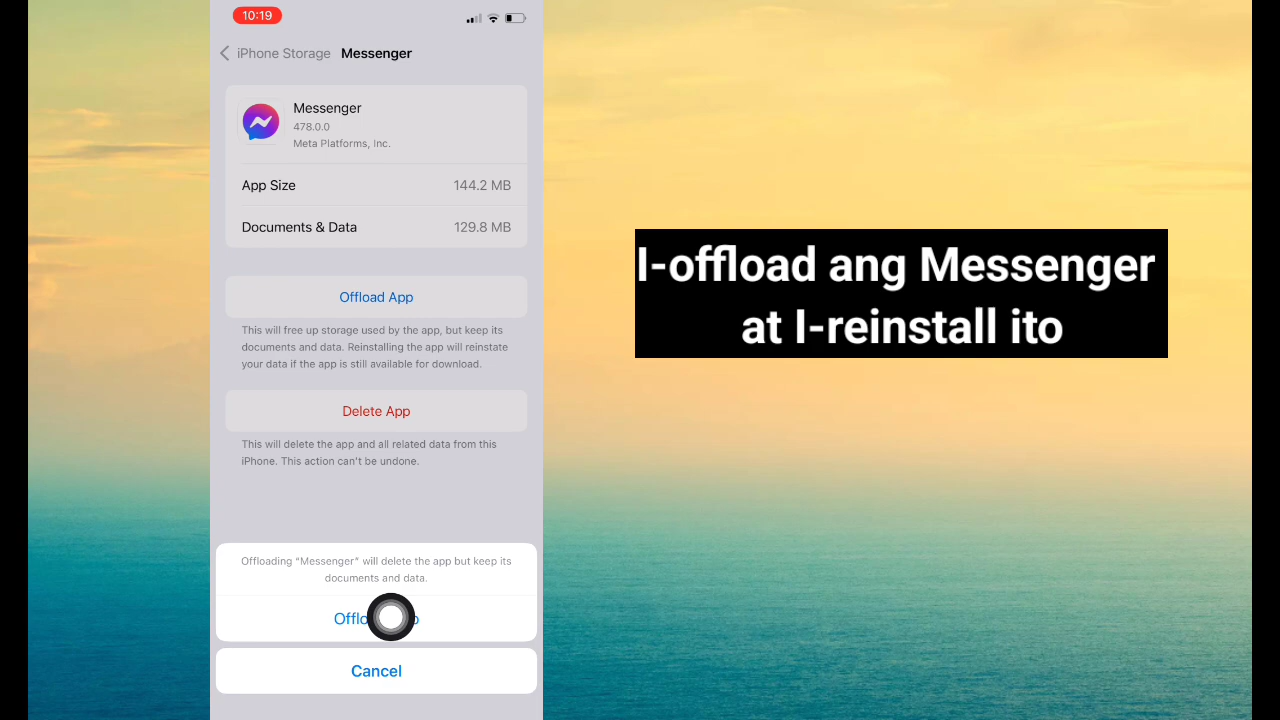 10:19
iPhone Storage Messenger
Messenger
478.0.0
Meta Platforms, Inc.
App Size 144.2 MB
Documents & Data 129.8 MB
Offload App
This will free up storage used by the app, but keep its
documents and data. Reinstalling the app will reinstate
your data if the app is still available for download.
Delete App
This will delete the app and all related data from this
iPhone. This action can't be undone.
Offloading “Messenger” will delete the app but keep its
documents and data.
Cancel
I-offload ang Messenger
at I-reinstall ito